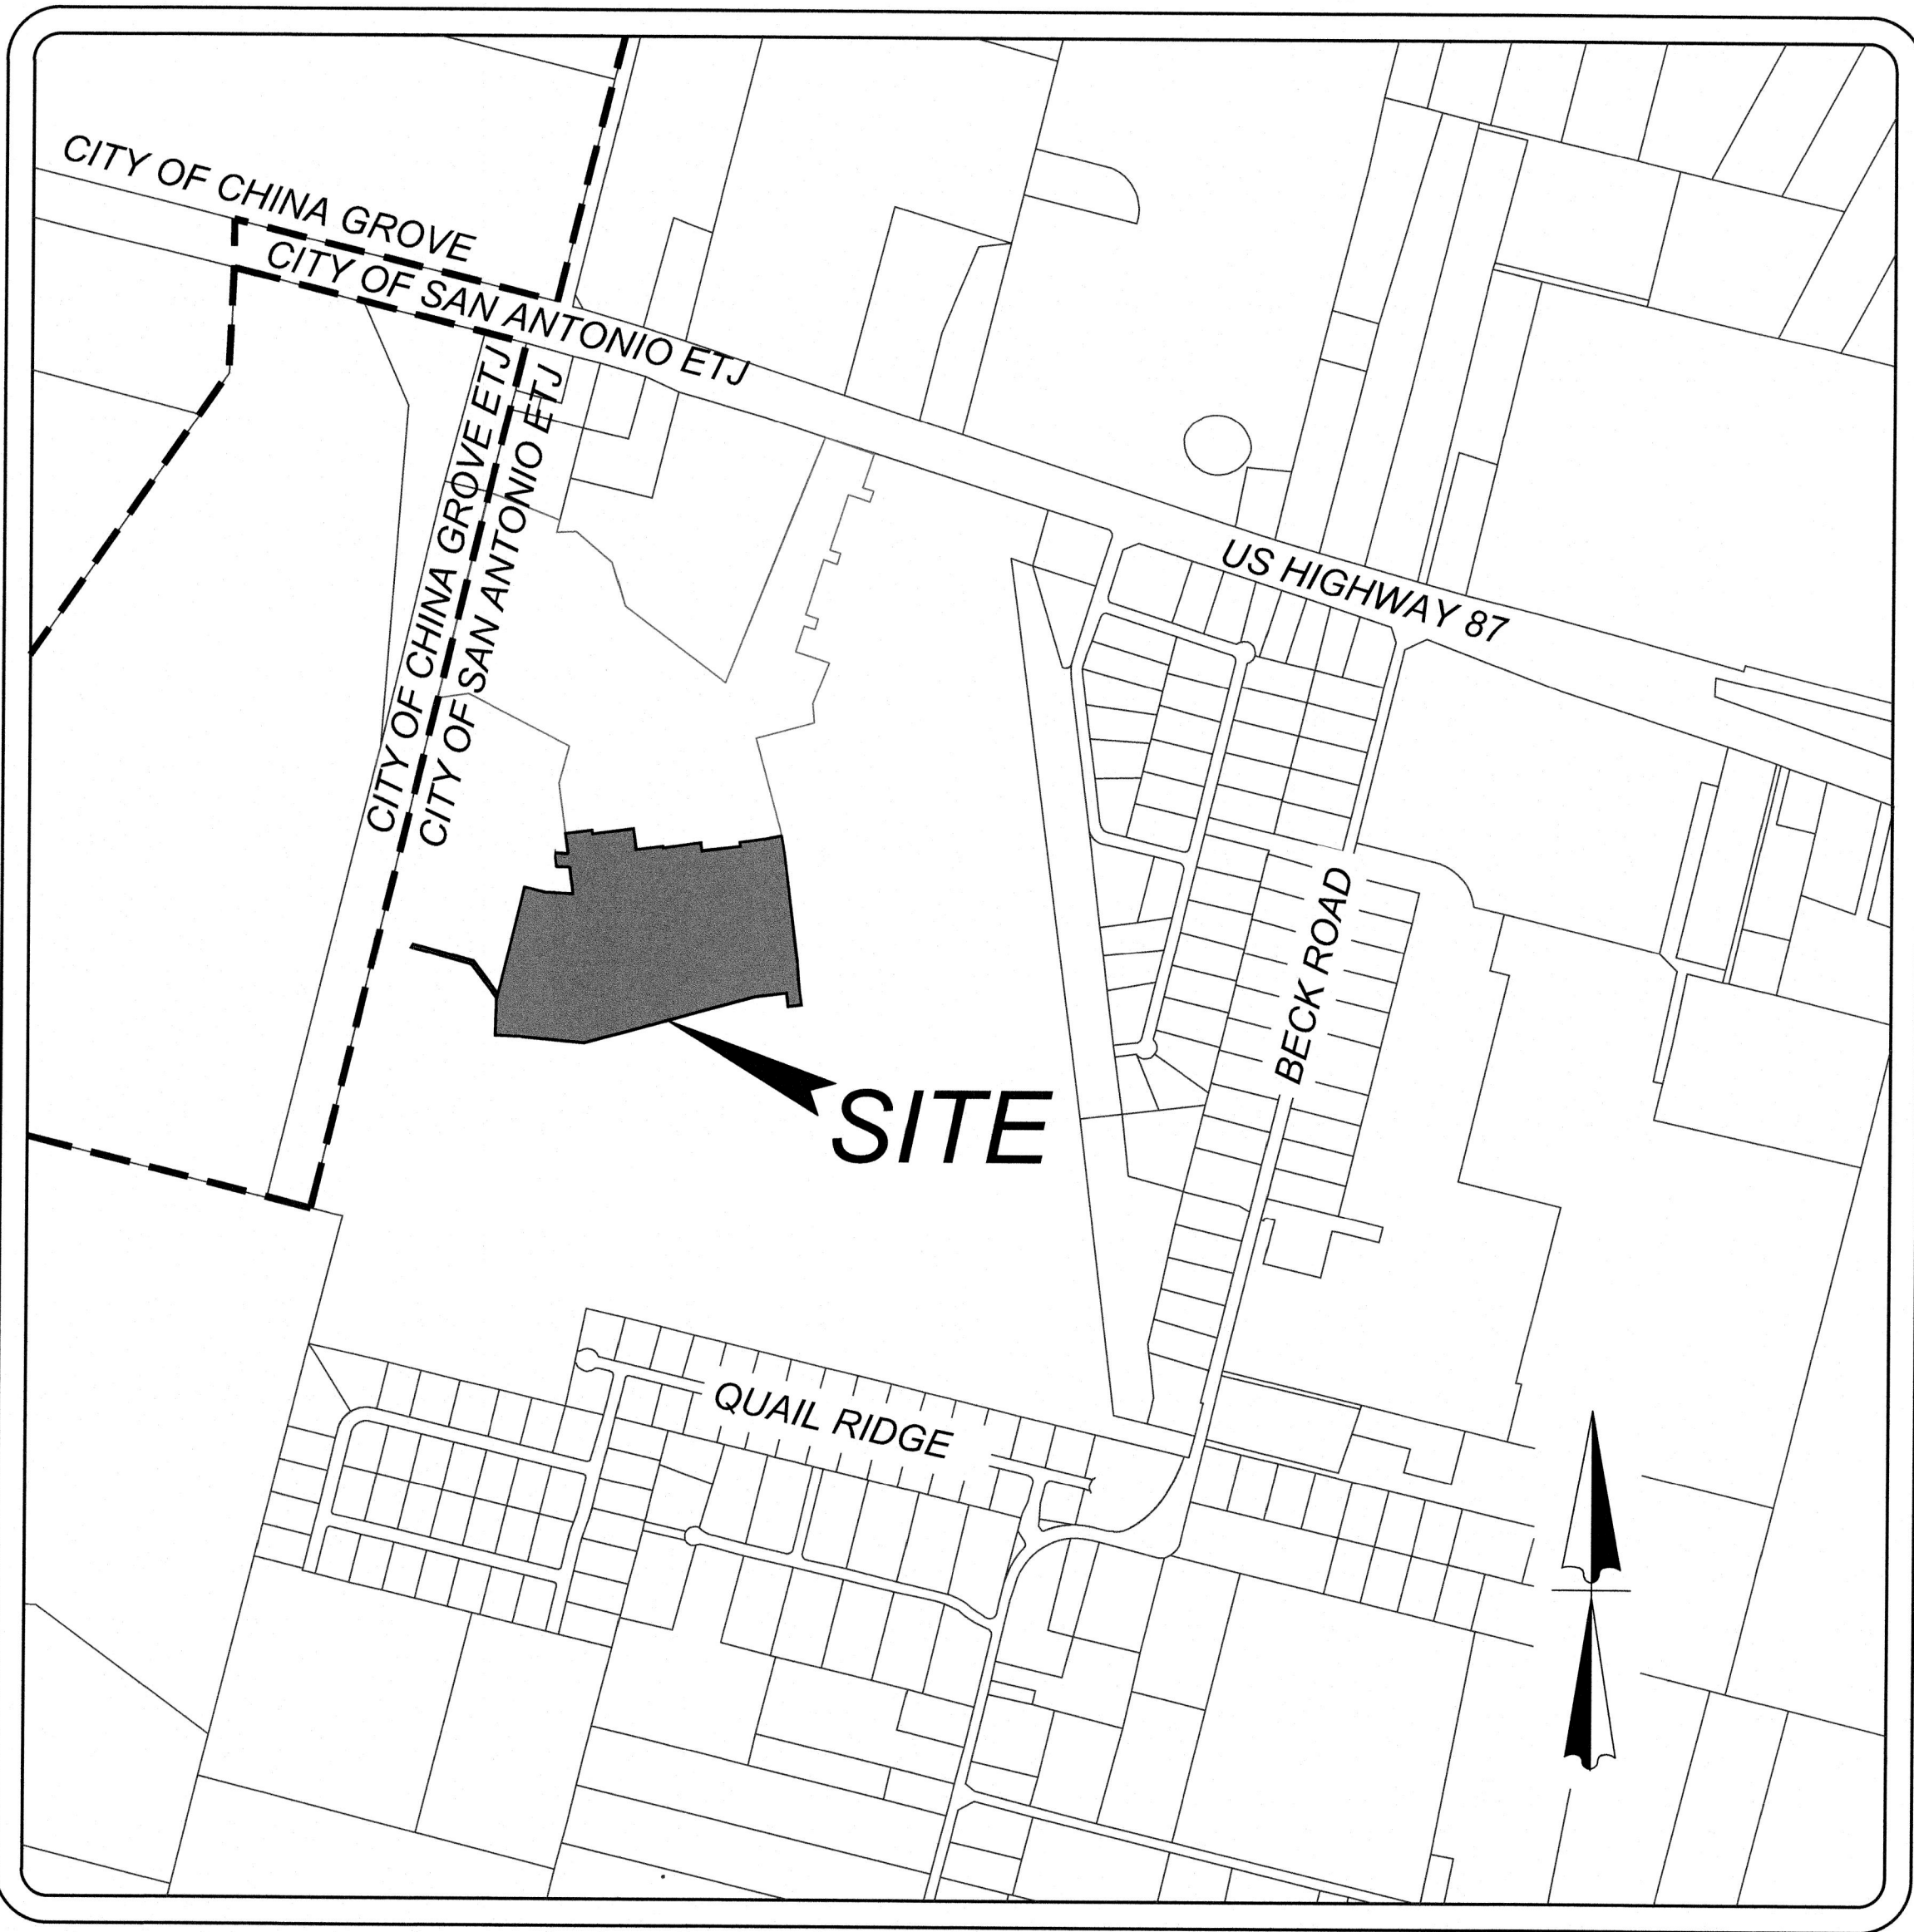 CITY OF CHINA GROVE
CITY OF SAN ANTONIO ETJ
CITY OF CHINA GROVE ETJ
CITY OF SAN ANTONIO ETJ
US HIGHWAY 87
BECK ROAD
SITE
QUAIL RIDGE